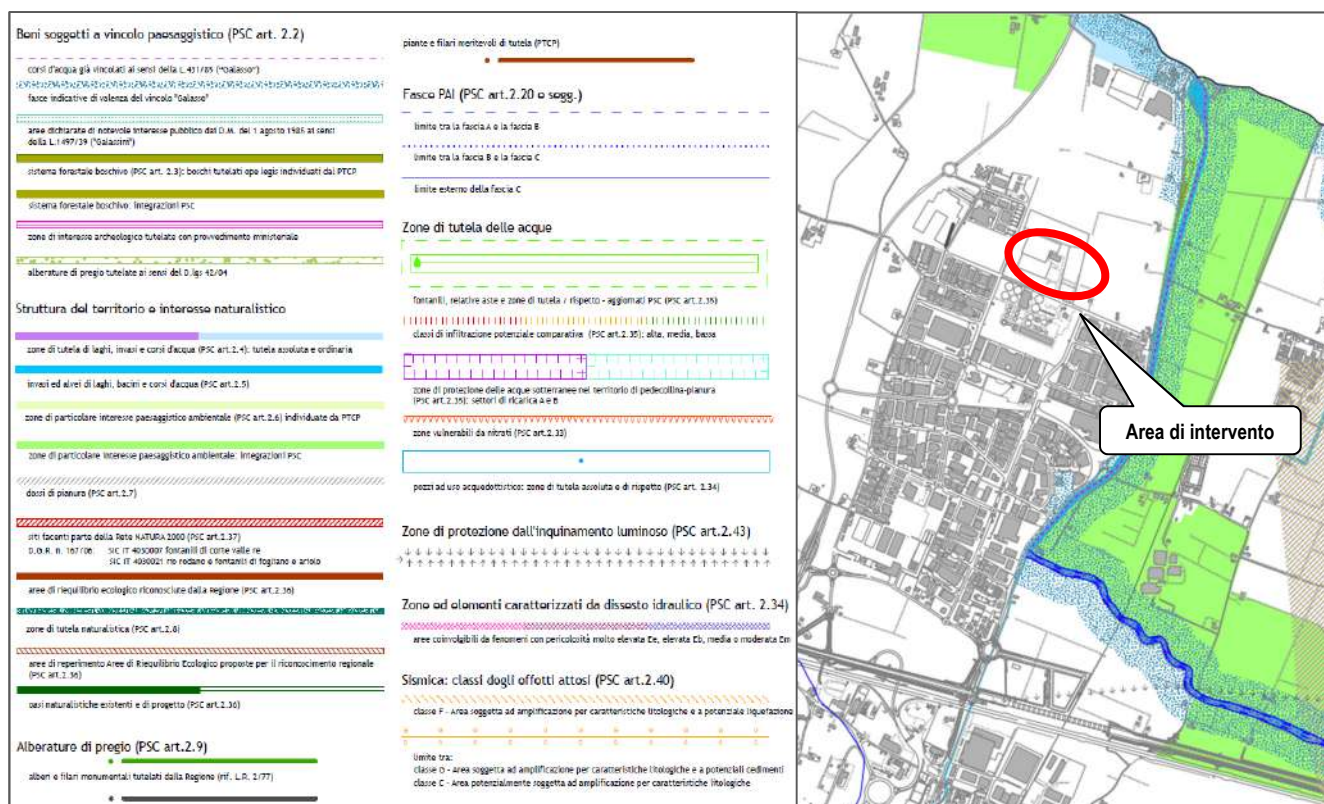 Beni soggetti a vincolo paesaggistico (PSC art. 2.2)
corsi d'acqua già vincolati ai sensi della L.431/85 ("Galasso")
fasce indicative di valenza del vincolo "Galasso"
aree dichiarate di notevole interesse pubblico dal D.M. del 1 agosto 1985 ai sensi
della L.1497/39 ("Galassini")
sistema forestale boschivo (PSC art. 2.3): boschi tutelati ope legis individuati dal PTCP
sistema forestale boschivo: integrazioni PSC
zone di interesse archeologico tutelate con provvedimento ministeriale
alberature di pregio tutelate ai sensi del D.lgs 42/04
Struttura del territorio e interesse naturalistico
zone di tutela di laghi, invasi e corsi d'acqua (PSC art.2.4): tutela assoluta e ordinaria
invasi ed alvei di laghi, bacini e corsi d'acqua (PSC art.2.5)
zone di particolare interesse paesaggistico ambientale (PSC art.2.6) individuate da PTCP
zone di particolare interesse paesaggistico ambientale: integrazioni PSC
dossi di pianura (PSC art.2.7)
siti facenti parte della Rete NATURA 2000 (PSC art.2.37)
D.G.R. n. 167/06: SIC IT 4030007 fontanili di corte valle re
SIC IT 4030021 rio rodano e fontanili di fogliano e ariolo
aree di riequilibrio ecologico riconosciute dalla Regione (PSC art.2.36)
zone di tutela naturalistica (PSC art.2.8)
aree di reperimento Aree di Riequilibrio Ecologico proposte per il riconoscimento regionale
(PSC art.2.36)
oasi naturalistiche esistenti e di progetto (PSC art.2.36)
Alberature di pregio (PSC art.2.9)
alberi e filari monumentali tutelati dalla Regione (rif. L.R. 2/77)
piante e filari meritevoli di tutela (PTCP)
Fasce PAI (PSC art.2.20 e segg.)
limite tra la fascia A e la fascia B
limite tra la fascia B e la fascia C
limite esterno della fascia C
Zone di tutela delle acque
fontanili, relative aste e zone di tutela / rispetto - aggiornati PSC (PSC art.2.35)
classi di infiltrazione potenziale comparativa (PSC art.2.35): alta, media, bassa
zone di protezione delle acque sotterranee nel territorio di pedecollina-pianura
(PSC art.2.35): settori di ricarica A e B
zone vulnerabili da nitrati (PSC art.2.33)
pozzi ad uso acquedottistico: zone di tutela assoluta e di rispetto (PSC art. 2.34)
Zone di protezione dall'inquinamento luminoso (PSC art.2.43)
Zone ed elementi caratterizzati da dissesto idraulico (PSC art. 2.34)
aree coinvolgibili da fenomeni con pericolosità molto elevata Ee, elevata Eb, media o moderata Em
Sismica: classi degli effetti attesi (PSC art.2.40)
classe F - Area soggetta ad amplificazione per caratteristiche litologiche e a potenziale liquefazione
limite tra:
classe D - Area soggetta ad amplificazione per caratteristiche litologiche e a potenziali cedimenti
classe C - Area potenzialmente soggetta ad amplificazione per caratteristiche litologiche
Area di intervento